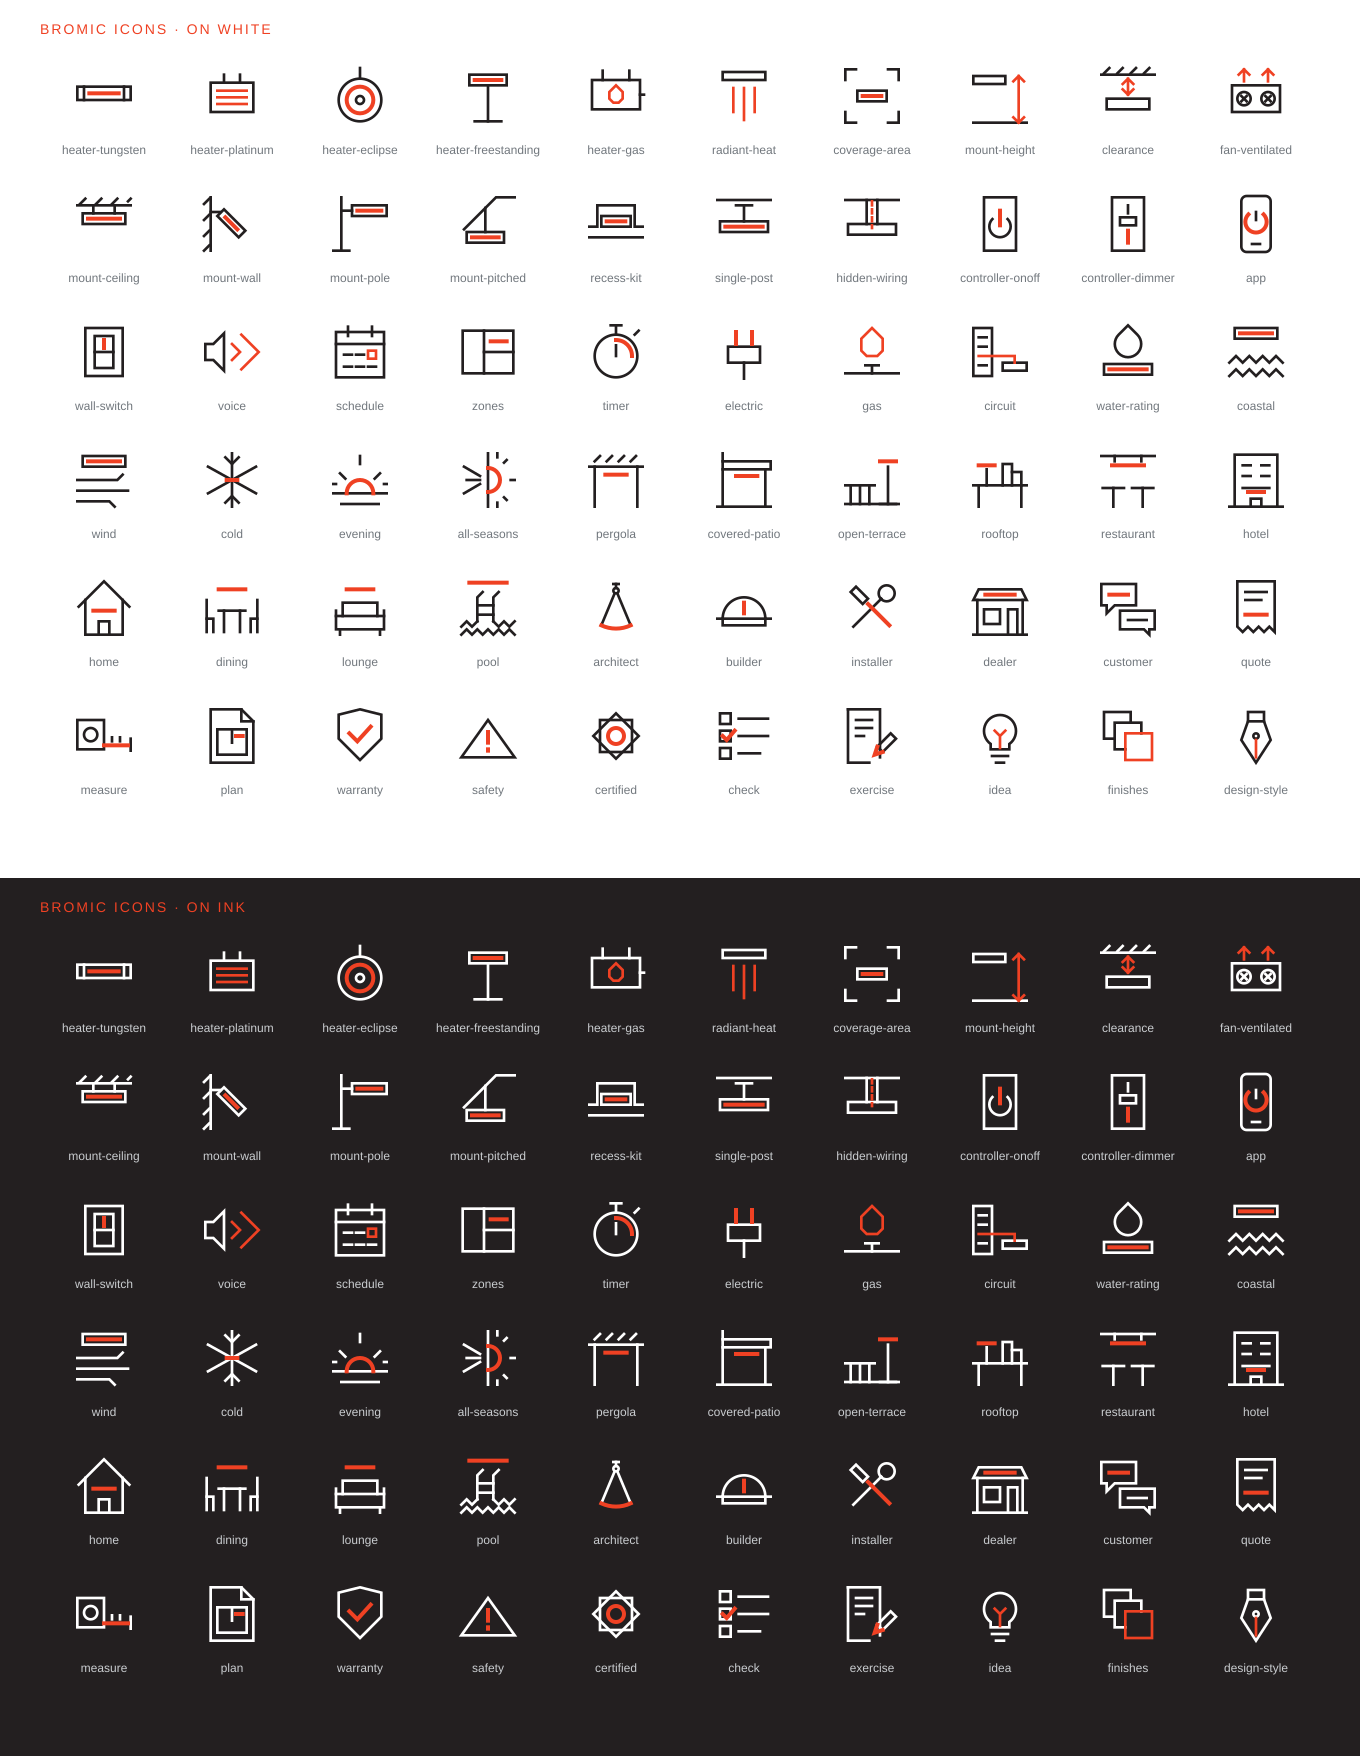 BROMIC ICONS · ON WHITE
heater-tungsten heater-platinum heater-eclipse heater-freestanding heater-gas radiant-heat coverage-area mount-height clearance fan-ventilated
mount-ceiling mount-wall mount-pole mount-pitched recess-kit single-post hidden-wiring controller-onoff controller-dimmer app
wall-switch voice schedule zones timer electric gas circuit water-rating coastal
wind cold evening all-seasons pergola covered-patio open-terrace rooftop restaurant hotel
home dining lounge pool architect builder installer dealer customer quote
measure plan warranty safety certified check exercise idea finishes design-style
BROMIC ICONS · ON INK
heater-tungsten heater-platinum heater-eclipse heater-freestanding heater-gas radiant-heat coverage-area mount-height clearance fan-ventilated
mount-ceiling mount-wall mount-pole mount-pitched recess-kit single-post hidden-wiring controller-onoff controller-dimmer app
wall-switch voice schedule zones timer electric gas circuit water-rating coastal
wind cold evening all-seasons pergola covered-patio open-terrace rooftop restaurant hotel
home dining lounge pool architect builder installer dealer customer quote
measure plan warranty safety certified check exercise idea finishes design-style